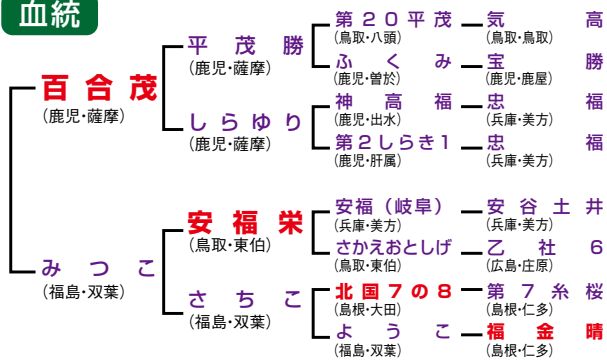 血統
百合茂
(鹿児・薩摩)
平茂勝
(鹿児・薩摩)
第20平茂
(鳥取・八頭)
気高
(鳥取・鳥取)
ふくみ
(鹿児・曽於)
宝勝
(鹿児・鹿屋)
しらゆり
(鹿児・薩摩)
神高福
(鹿児・出水)
忠福
(兵庫・美方)
第2しらき1
(鹿児・肝属)
忠福
(兵庫・美方)
みつこ
(福島・双葉)
安福栄
(鳥取・東伯)
安福(岐阜)
(兵庫・美方)
安谷土井
(兵庫・美方)
さかえおとしげ
(鳥取・東伯)
乙社6
(広島・庄原)
さちこ
(福島・双葉)
北国7の8
(島根・大田)
第7糸桜
(島根・仁多)
ようこ
(福島・双葉)
福金晴
(島根・仁多)